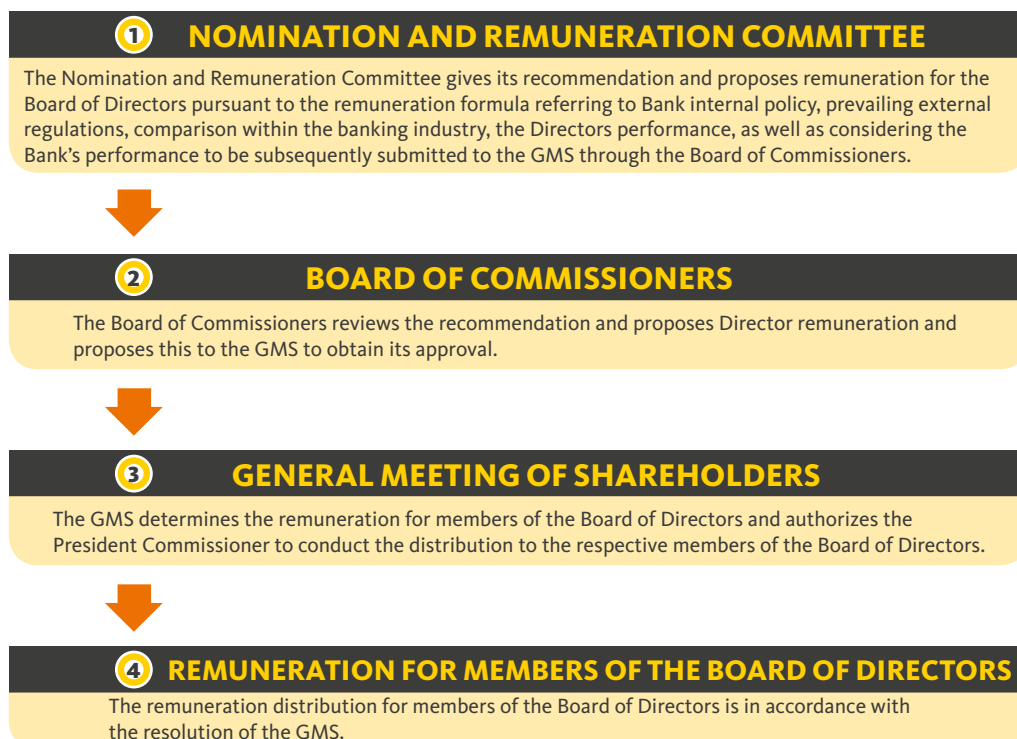 1 NOMINATION AND REMUNERATION COMMITTEE
The Nomination and Remuneration Committee gives its recommendation and proposes remuneration for the
Board of Directors pursuant to the remuneration formula referring to Bank internal policy, prevailing external
regulations, comparison within the banking industry, the Directors performance, as well as considering the
Bank's performance to be subsequently submitted to the GMS through the Board of Commissioners.
2 BOARD OF COMMISSIONERS
The Board of Commissioners reviews the recommendation and proposes Director remuneration and
proposes this to the GMS to obtain its approval.
3 GENERAL MEETING OF SHAREHOLDERS
The GMS determines the remuneration for members of the Board of Directors and authorizes the
President Commissioner to conduct the distribution to the respective members of the Board of Directors.
4 REMUNERATION FOR MEMBERS OF THE BOARD OF DIRECTORS
The remuneration distribution for members of the Board of Directors is in accordance with
the resolution of the GMS.